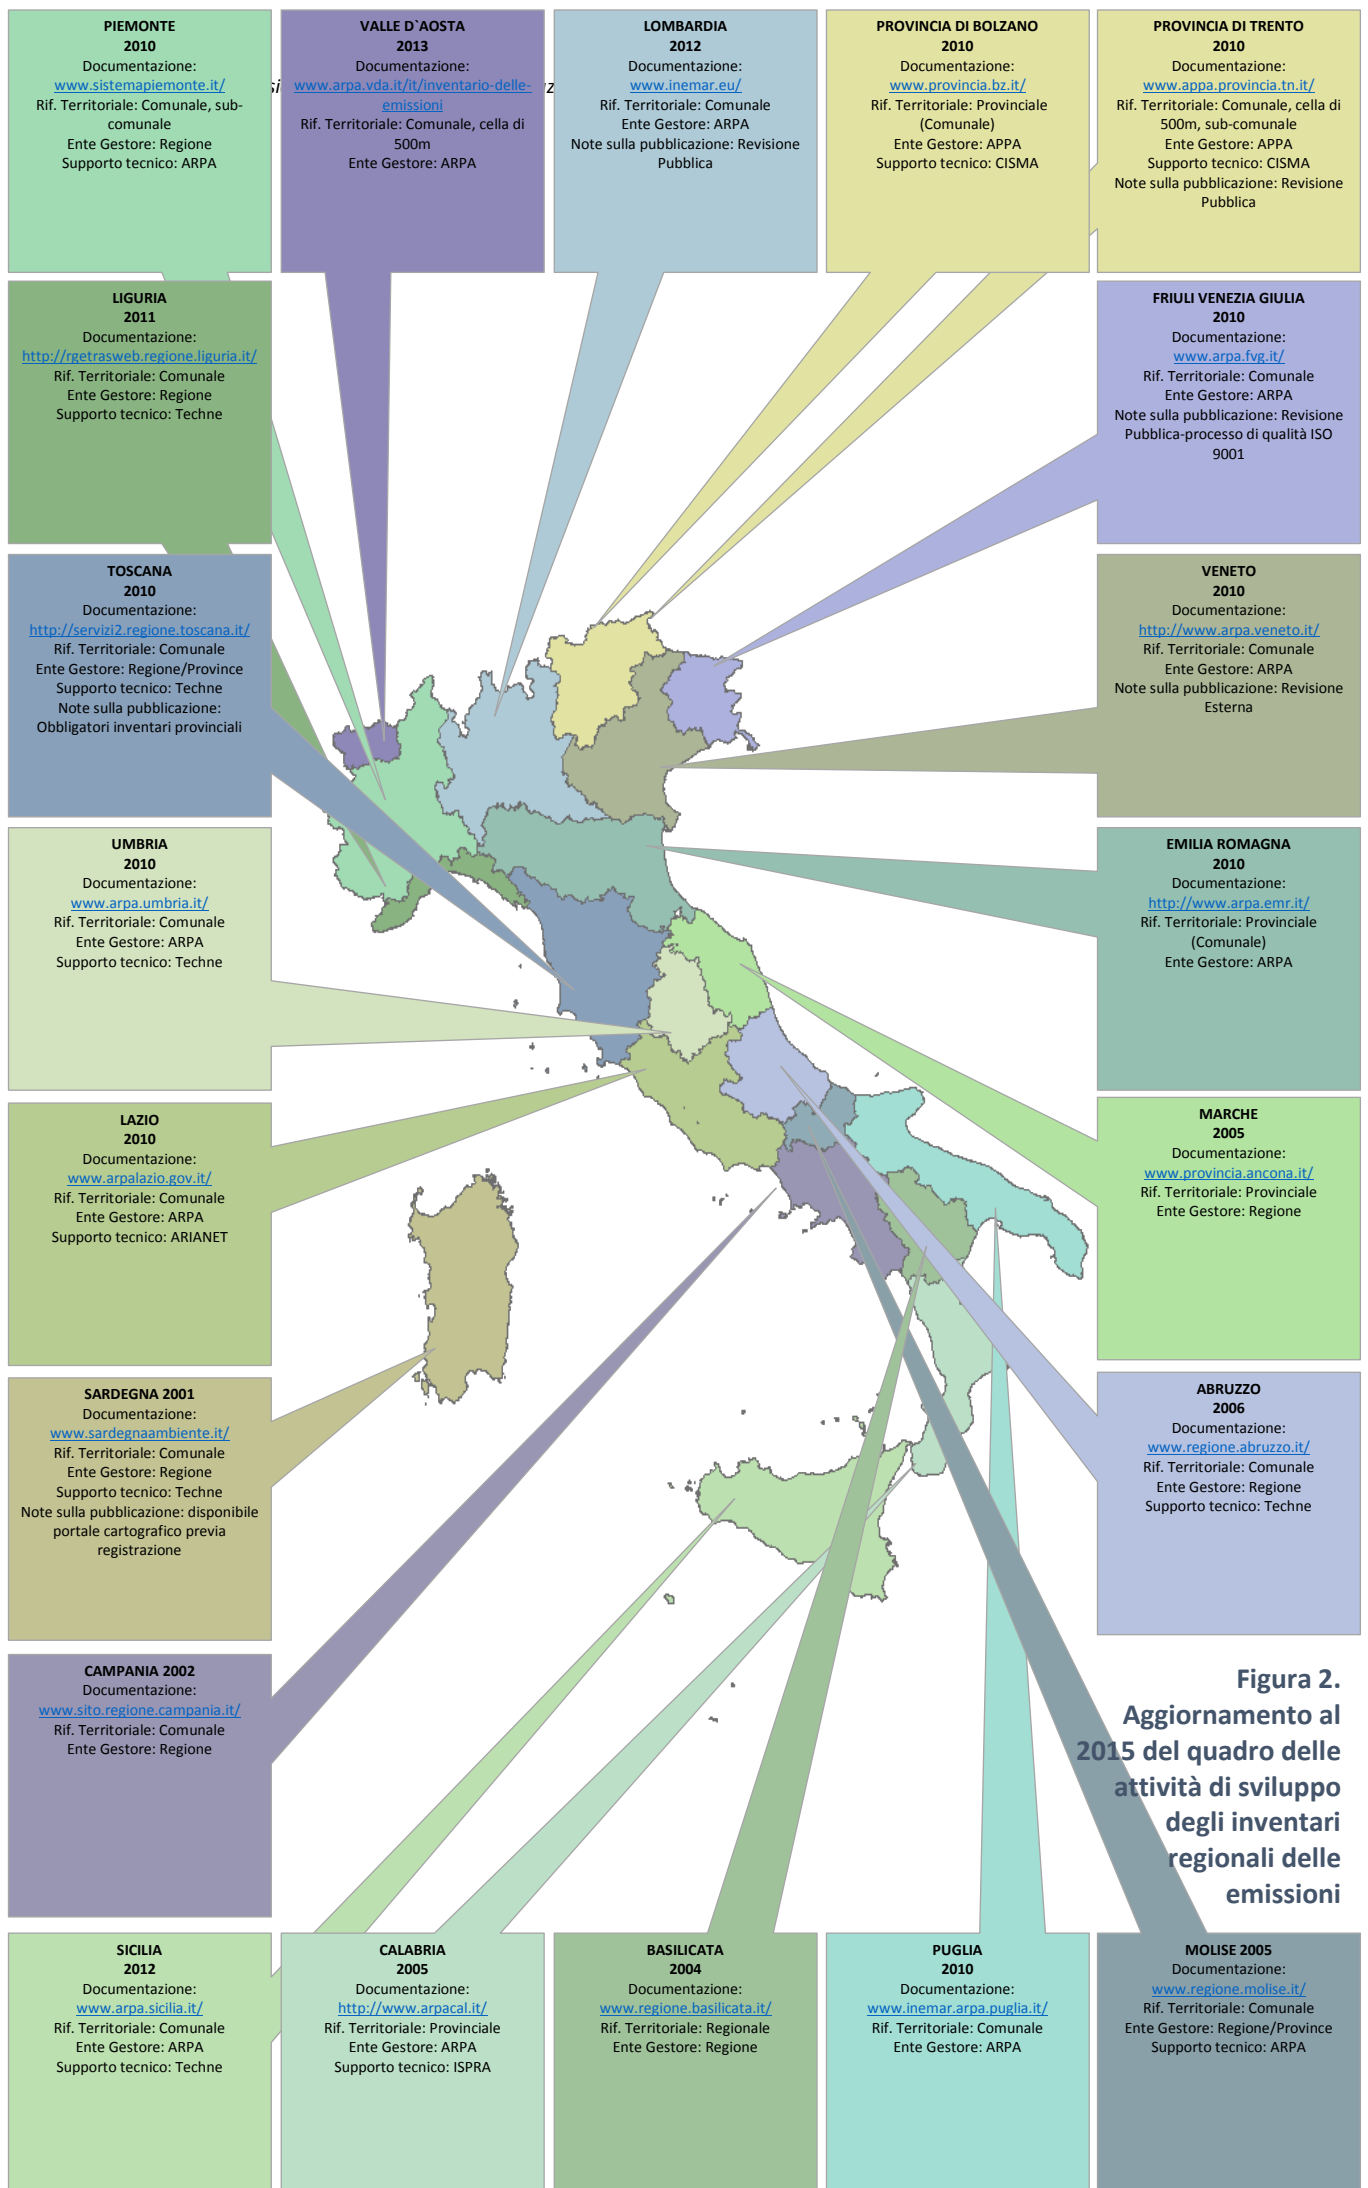 PIEMONTE
2010
Documentazione:
www.sistemapiemonte.it/
Rif. Territoriale: Comunale, sub-
comunale
Ente Gestore: Regione
Supporto tecnico: ARPA
VALLE D`AOSTA
2013
Documentazione:
www.arpa.vda.it/it/inventario-delle-
emissioni
Rif. Territoriale: Comunale, cella di
500m
Ente Gestore: ARPA
LOMBARDIA
2012
Documentazione:
www.inemar.eu/
Rif. Territoriale: Comunale
Ente Gestore: ARPA
Note sulla pubblicazione: Revisione
Pubblica
PROVINCIA DI BOLZANO
2010
Documentazione:
www.provincia.bz.it/
Rif. Territoriale: Provinciale
(Comunale)
Ente Gestore: APPA
Supporto tecnico: CISMA
PROVINCIA DI TRENTO
2010
Documentazione:
www.appa.provincia.tn.it/
Rif. Territoriale: Comunale, cella di
500m, sub-comunale
Ente Gestore: APPA
Supporto tecnico: CISMA
Note sulla pubblicazione: Revisione
Pubblica
LIGURIA
2011
Documentazione:
http://rgetrasweb.regione.liguria.it/
Rif. Territoriale: Comunale
Ente Gestore: Regione
Supporto tecnico: Techne
FRIULI VENEZIA GIULIA
2010
Documentazione:
www.arpa.fvg.it/
Rif. Territoriale: Comunale
Ente Gestore: ARPA
Note sulla pubblicazione: Revisione
Pubblica-processo di qualità ISO
9001
TOSCANA
2010
Documentazione:
http://servizi2.regione.toscana.it/
Rif. Territoriale: Comunale
Ente Gestore: Regione/Province
Supporto tecnico: Techne
Note sulla pubblicazione:
Obbligatori inventari provinciali
VENETO
2010
Documentazione:
http://www.arpa.veneto.it/
Rif. Territoriale: Comunale
Ente Gestore: ARPA
Note sulla pubblicazione: Revisione
Esterna
UMBRIA
2010
Documentazione:
www.arpa.umbria.it/
Rif. Territoriale: Comunale
Ente Gestore: ARPA
Supporto tecnico: Techne
EMILIA ROMAGNA
2010
Documentazione:
http://www.arpa.emr.it/
Rif. Territoriale: Provinciale
(Comunale)
Ente Gestore: ARPA
LAZIO
2010
Documentazione:
www.arpalazio.gov.it/
Rif. Territoriale: Comunale
Ente Gestore: ARPA
Supporto tecnico: ARIANET
MARCHE
2005
Documentazione:
www.provincia.ancona.it/
Rif. Territoriale: Provinciale
Ente Gestore: Regione
SARDEGNA 2001
Documentazione:
www.sardegnaambiente.it/
Rif. Territoriale: Comunale
Ente Gestore: Regione
Supporto tecnico: Techne
Note sulla pubblicazione: disponibile
portale cartografico previa
registrazione
ABRUZZO
2006
Documentazione:
www.regione.abruzzo.it/
Rif. Territoriale: Comunale
Ente Gestore: Regione
Supporto tecnico: Techne
CAMPANIA 2002
Documentazione:
www.sito.regione.campania.it/
Rif. Territoriale: Comunale
Ente Gestore: Regione
Figura 2.
Aggiornamento al
2015 del quadro delle
attività di sviluppo
degli inventari
regionali delle
emissioni
SICILIA
2012
Documentazione:
www.arpa.sicilia.it/
Rif. Territoriale: Comunale
Ente Gestore: ARPA
Supporto tecnico: Techne
CALABRIA
2005
Documentazione:
http://www.arpacal.it/
Rif. Territoriale: Provinciale
Ente Gestore: ARPA
Supporto tecnico: ISPRA
BASILICATA
2004
Documentazione:
www.regione.basilicata.it/
Rif. Territoriale: Regionale
Ente Gestore: Regione
PUGLIA
2010
Documentazione:
www.inemar.arpa.puglia.it/
Rif. Territoriale: Comunale
Ente Gestore: ARPA
MOLISE 2005
Documentazione:
www.regione.molise.it/
Rif. Territoriale: Comunale
Ente Gestore: Regione/Province
Supporto tecnico: ARPA